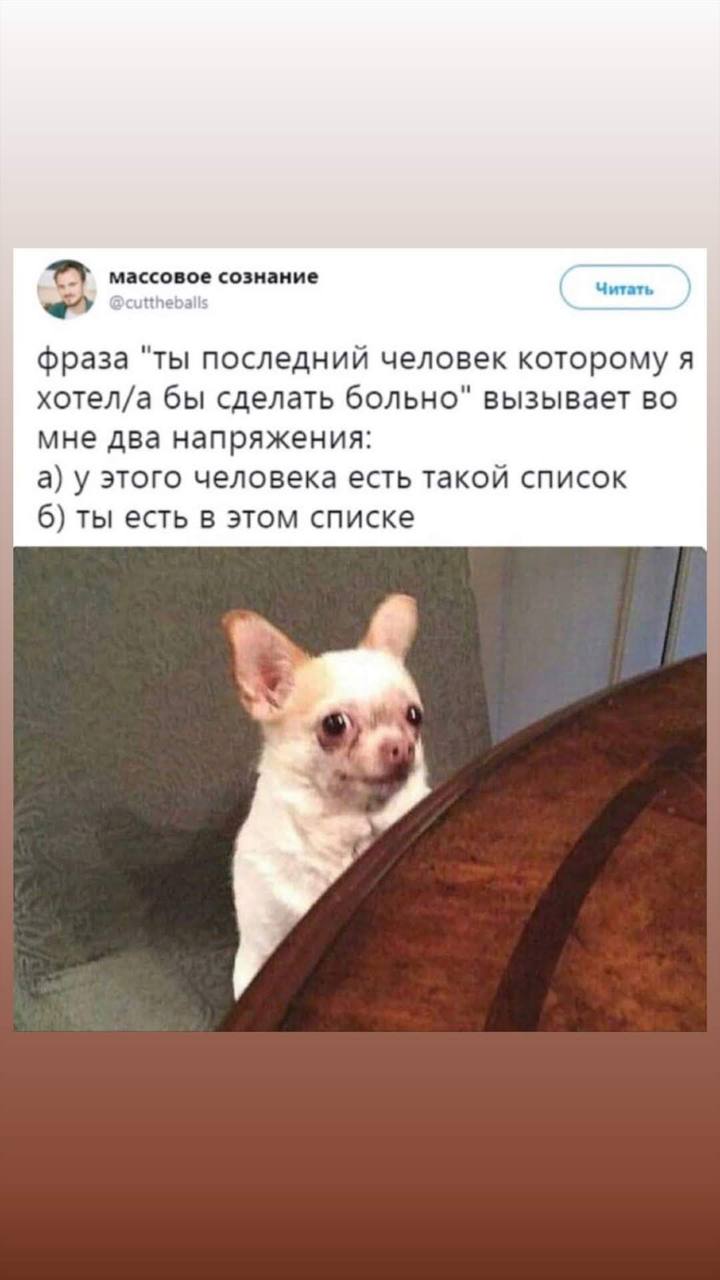 массовое сознание
@cuttheballs
Читать
фраза "ты последний человек которому я
хотел/а бы сделать больно" вызывает во
мне два напряжения:
а) у этого человека есть такой список
б) ты есть в этом списке